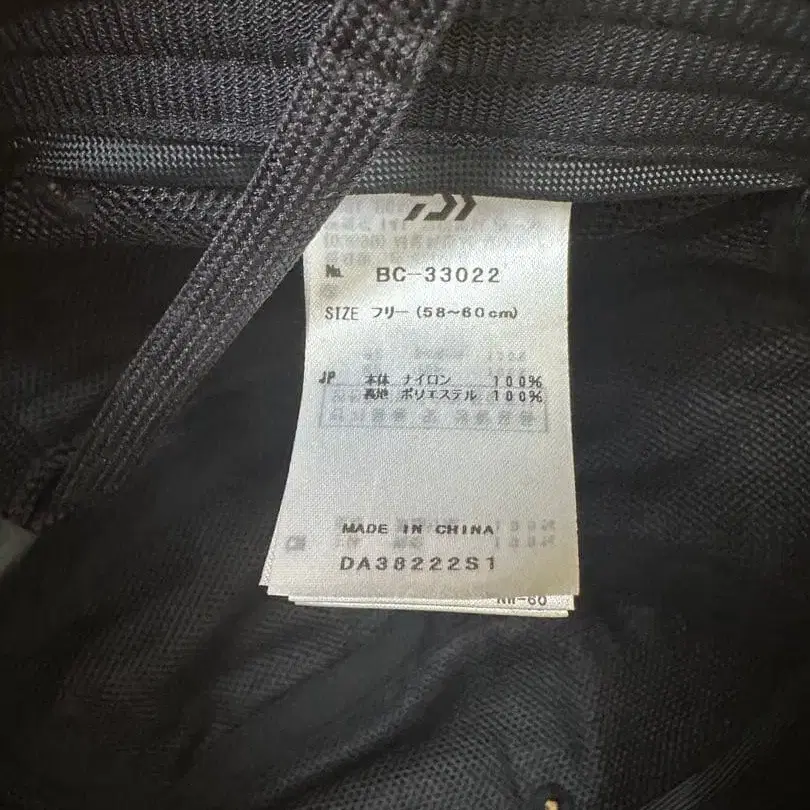 No. BC-33022
SIZE フリー (58~60cm)
JP 本体 ナイロン 100%
裏地 ポリエステル 100%
MADE IN CHINA
DA38222S1